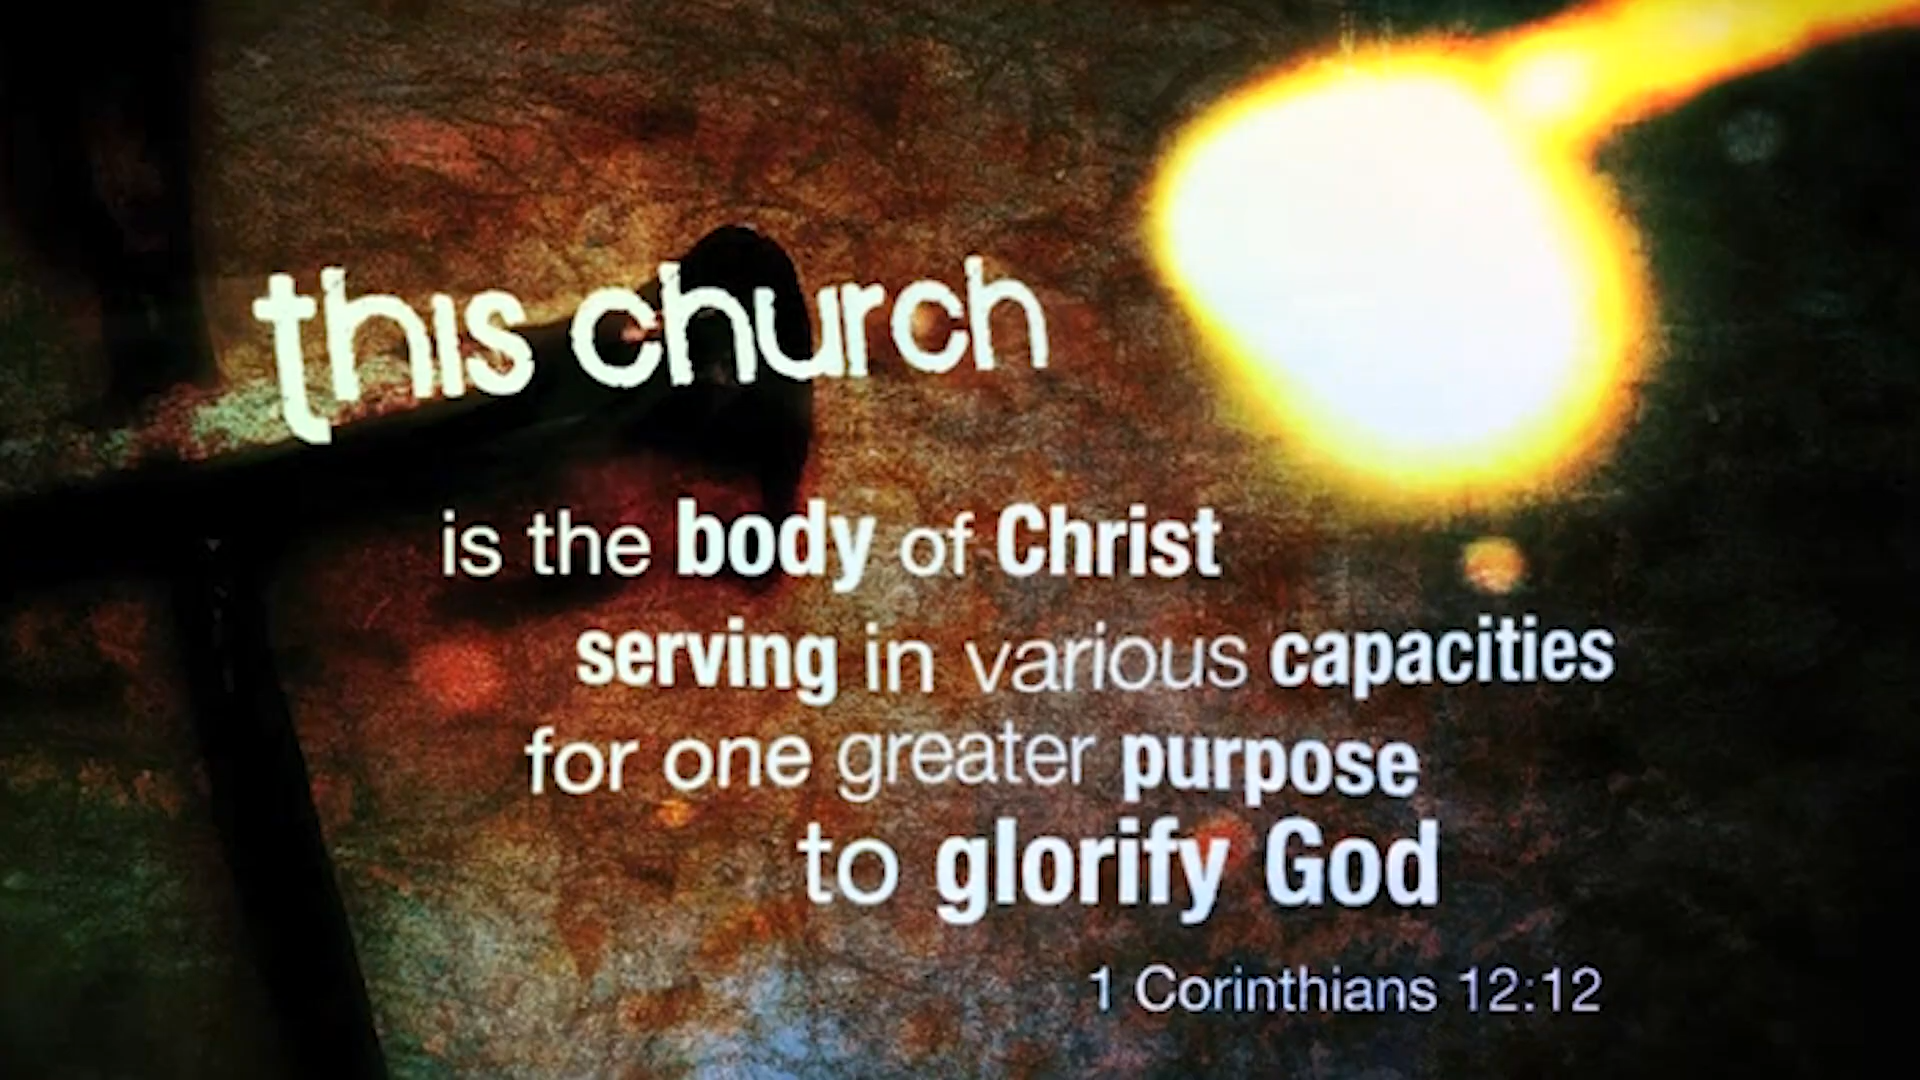 this church
is the body of Christ
serving in various capacities
for one greater purpose
to glorify God
1 Corinthians 12:12